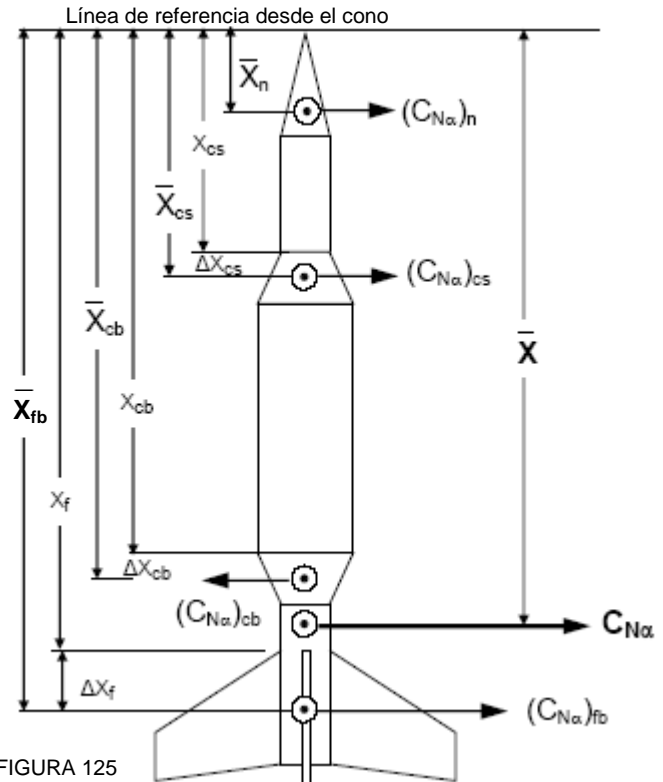 Línea de referencia desde el cono
X̅n
(CNα)n
Xcs
X̅cs
ΔXcs
(CNα)cs
X̅cb
X̅
Xcb
X̅fb
Xf
ΔXcb
(CNα)cb
CNα
ΔXf
(CNα)fb
FIGURA 125